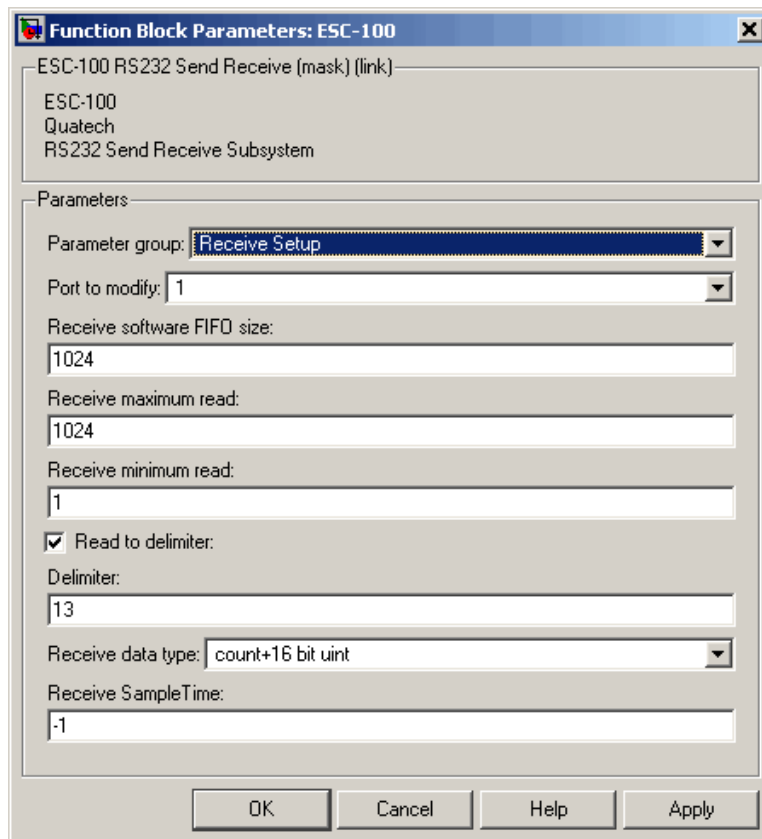 Function Block Parameters: ESC-100
ESC-100 RS232 Send Receive (mask) (link)
ESC-100
Quatech
RS232 Send Receive Subsystem
Parameters
Parameter group: Receive Setup
Port to modify: 1
Receive software FIFO size:
1024
Receive maximum read:
1024
Receive minimum read:
1
Read to delimiter:
Delimiter:
13
Receive data type: count+16 bit uint
Receive SampleTime:
-1
OK Cancel Help Apply